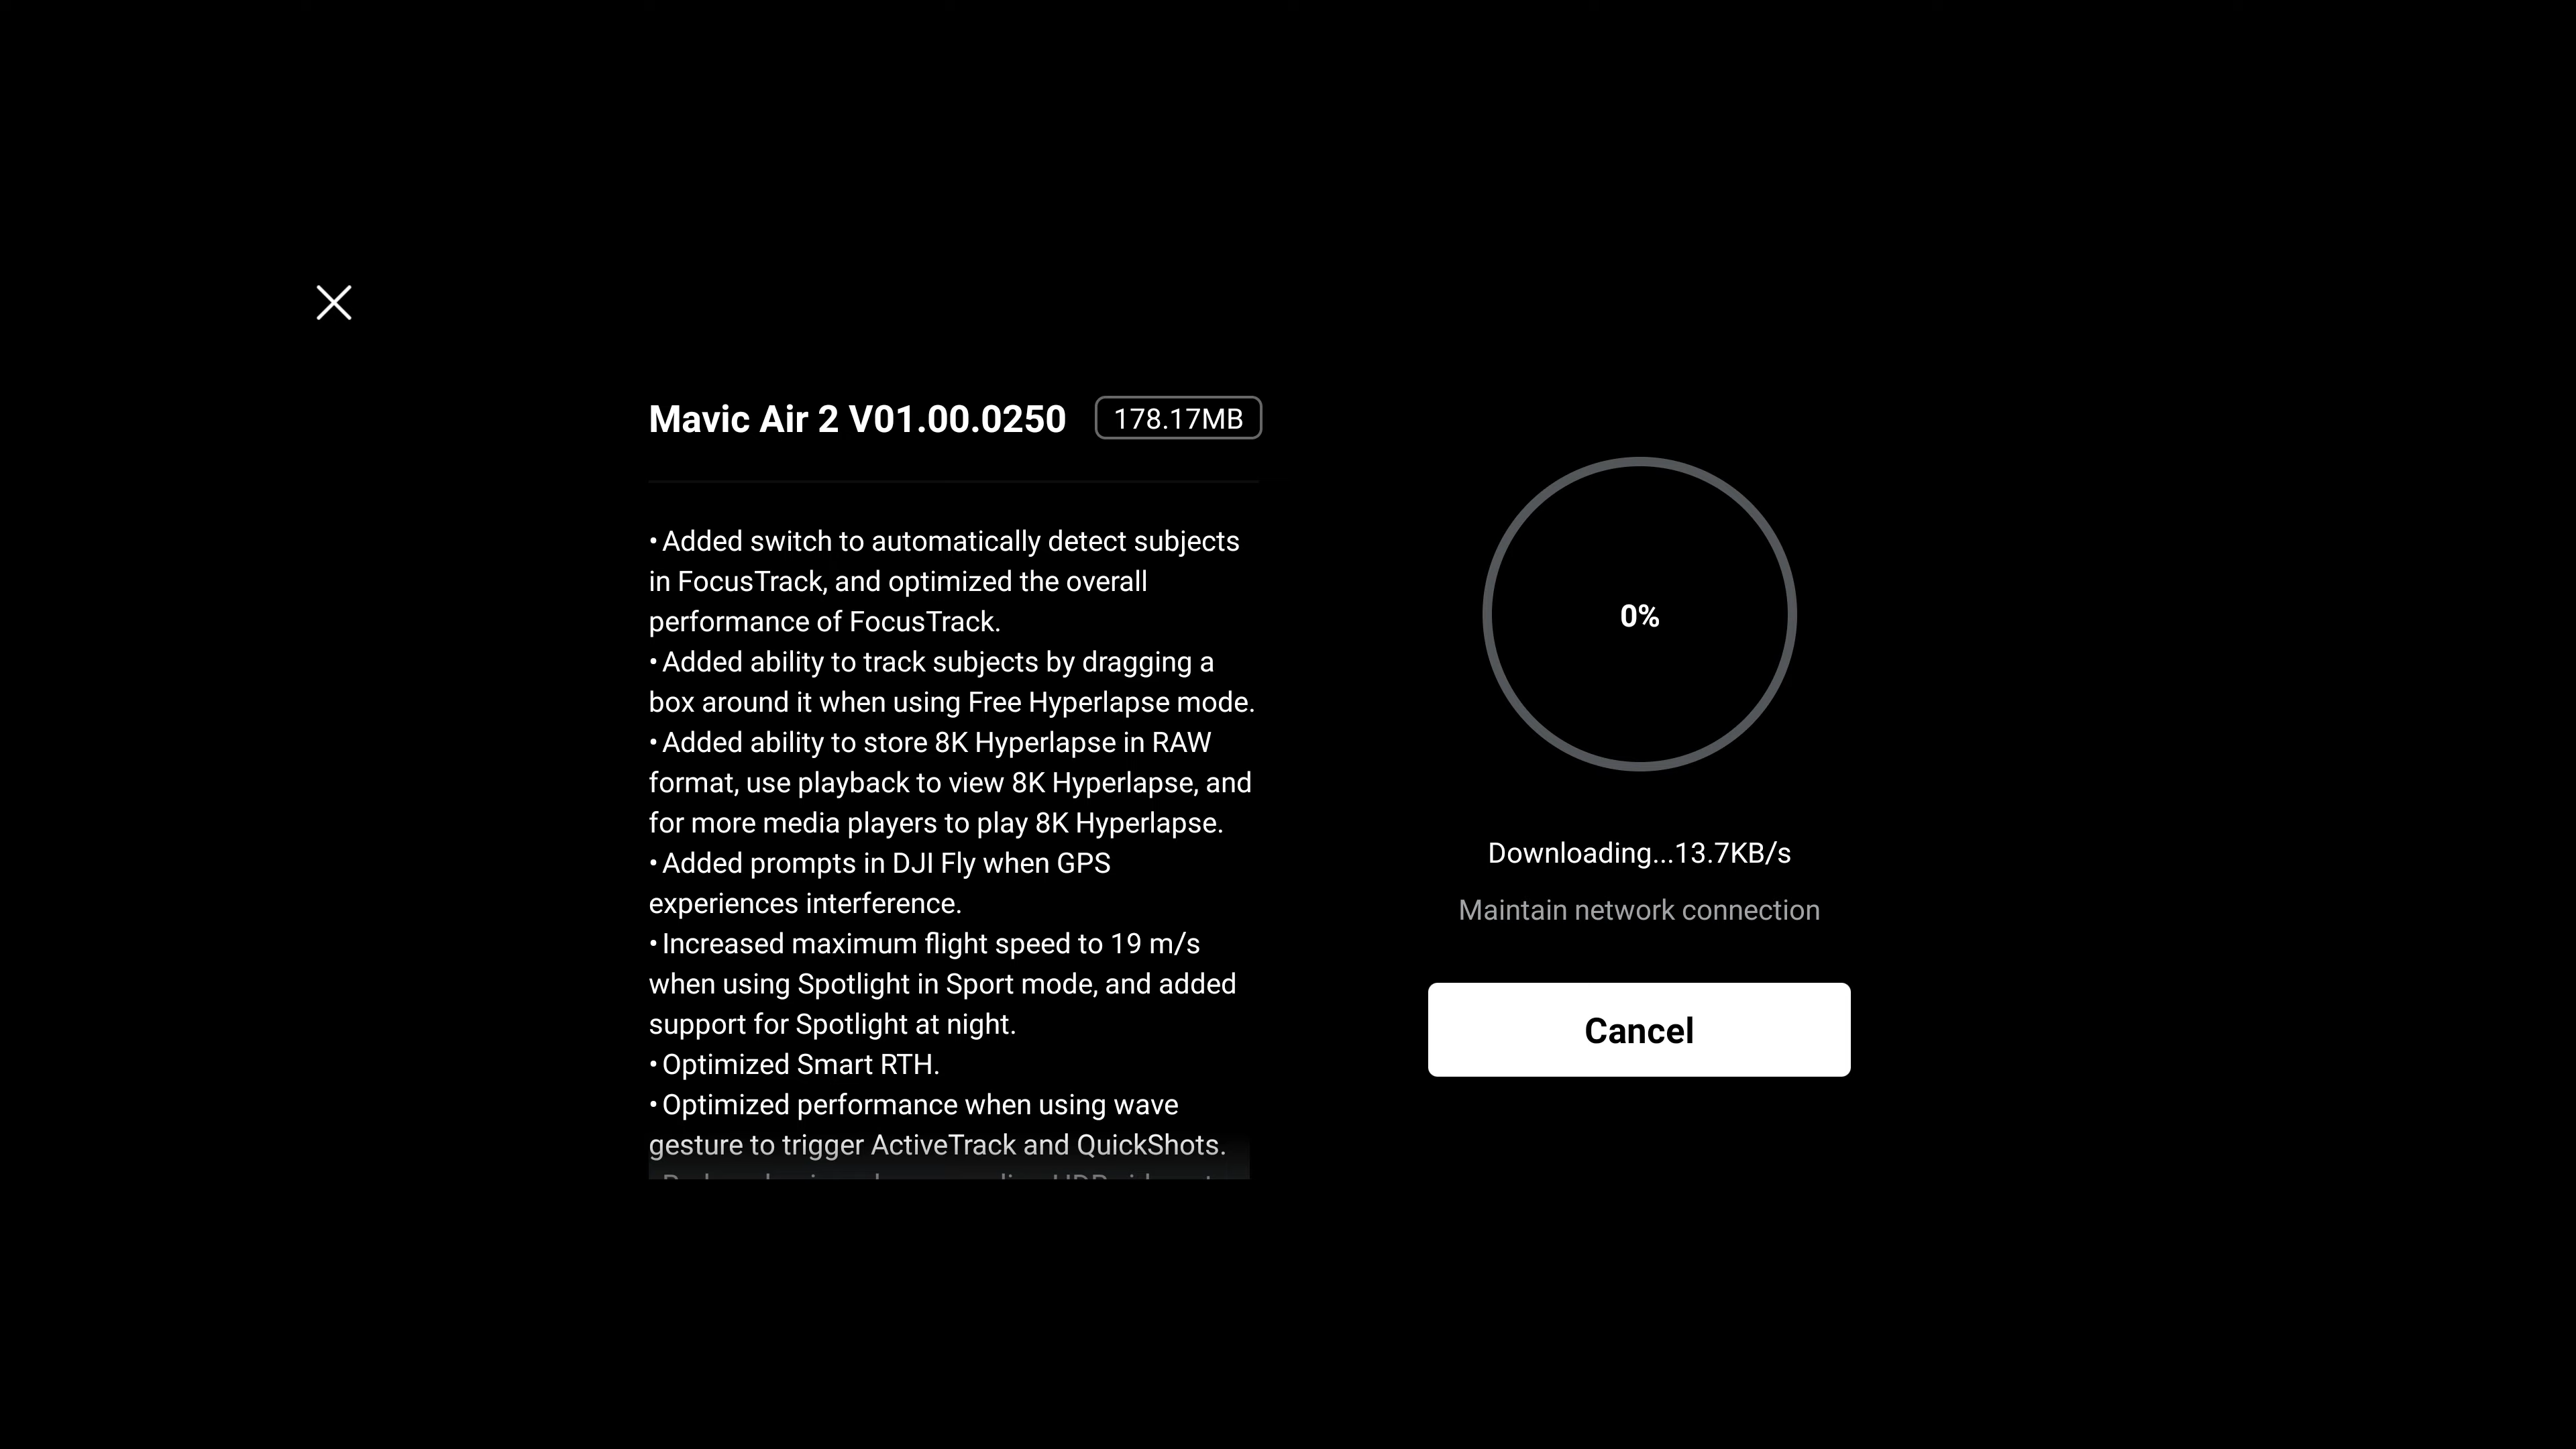 Mavic Air 2 V01.00.0250 178.17MB
• Added switch to automatically detect subjects
in FocusTrack, and optimized the overall
performance of FocusTrack.
• Added ability to track subjects by dragging a
box around it when using Free Hyperlapse mode.
• Added ability to store 8K Hyperlapse in RAW
format, use playback to view 8K Hyperlapse, and
for more media players to play 8K Hyperlapse.
• Added prompts in DJI Fly when GPS
experiences interference.
• Increased maximum flight speed to 19 m/s
when using Spotlight in Sport mode, and added
support for Spotlight at night.
• Optimized Smart RTH.
• Optimized performance when using wave
gesture to trigger ActiveTrack and QuickShots.
0%
Downloading...13.7KB/s
Maintain network connection
Cancel